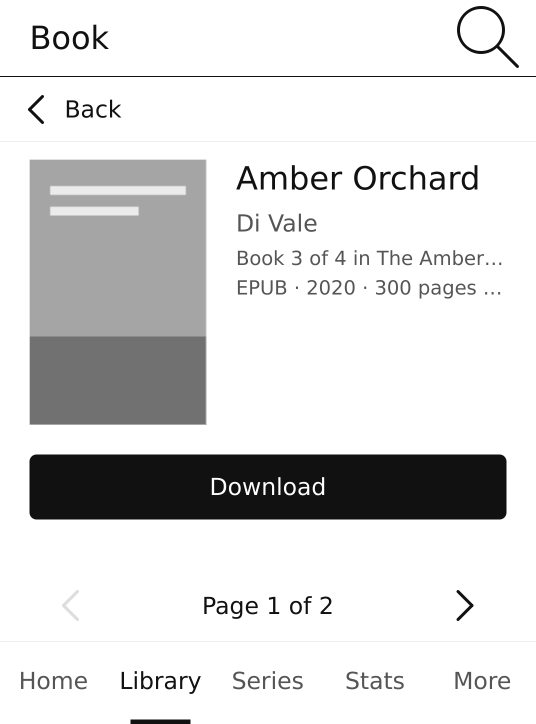 Book
Back
Amber Orchard
Di Vale
Book 3 of 4 in The Amber…
EPUB · 2020 · 300 pages …
Download
Page 1 of 2
Home Library Series Stats More